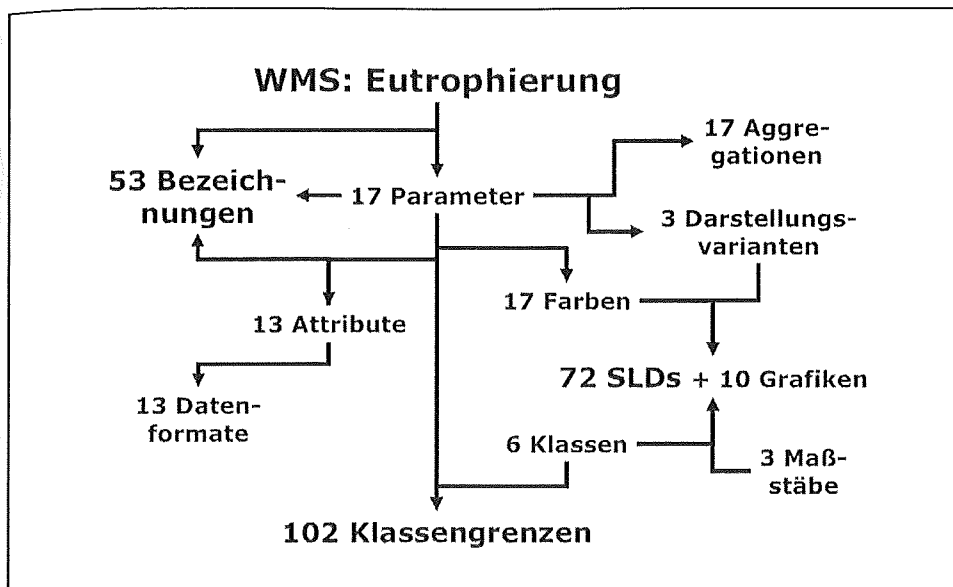 WMS: Eutrophierung
17 Aggre-
gationen
53 Bezeich-
nungen
17 Parameter
3 Darstellungs-
varianten
17 Farben
13 Attribute
72 SLDs + 10 Grafiken
13 Daten-
formate
6 Klassen
3 Maß-
stäbe
102 Klassengrenzen